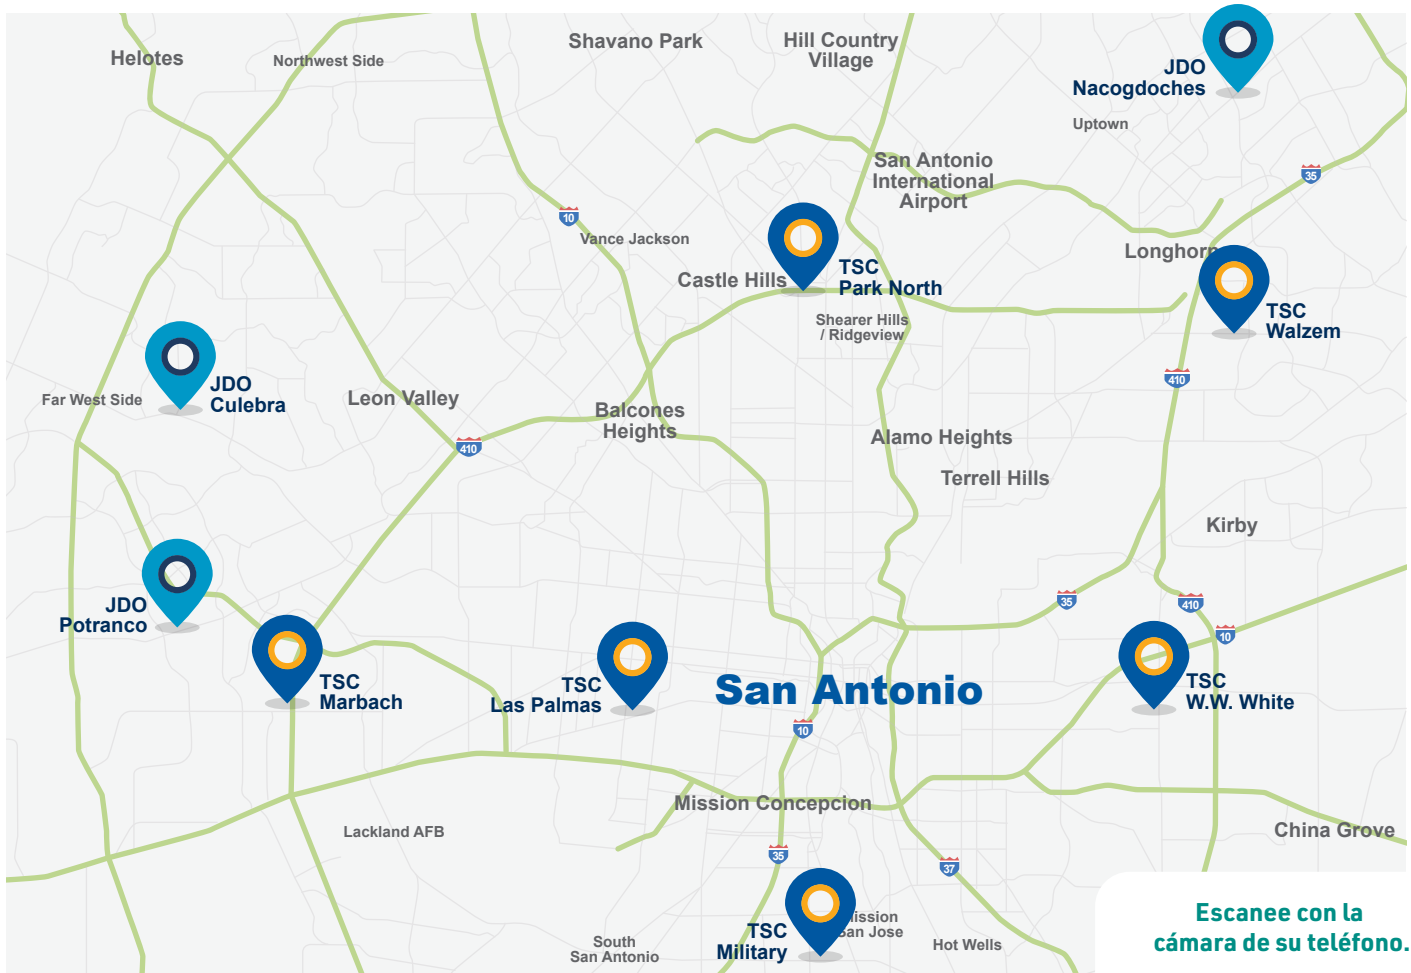 Helotes
Northwest Side
Shavano Park
Hill Country
Village
JDO
Nacogdoches
Uptown
San Antonio
International
Airport
35
10
Vance Jackson
Longhorn
Castle Hills
TSC
Park North
TSC
Walzem
Shearer Hills
/ Ridgeview
410
JDO
Culebra
Far West Side
Leon Valley
Balcones
Heights
410
Alamo Heights
Terrell Hills
Kirby
JDO
Potranco
35
410
10
TSC
Marbach
TSC
Las Palmas
San Antonio
TSC
W.W. White
10
Mission Concepcion
Lackland AFB
China Grove
35
37
TSC
Military
Mission
San Jose
South
San Antonio
Hot Wells
Escanee con la
cámara de su teléfono.